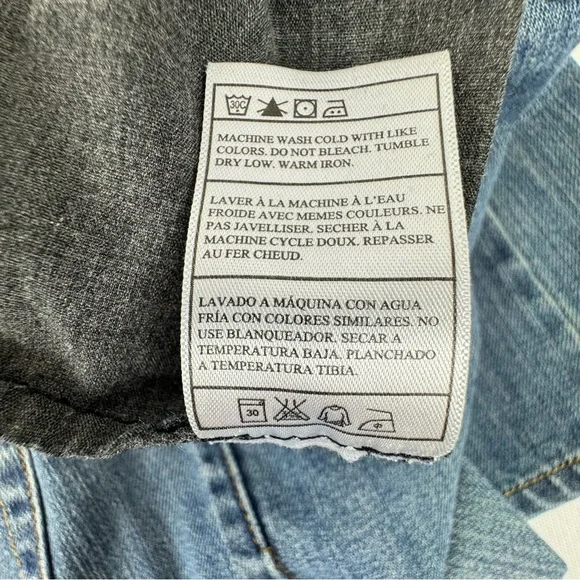 30C
MACHINE WASH COLD WITH LIKE
COLORS. DO NOT BLEACH. TUMBLE
DRY LOW. WARM IRON.
LAVER À LA MACHINE À L'EAU
FROIDE AVEC MEMES COULEURS. NE
PAS JAVELLISER. SECHER À LA
MACHINE CYCLE DOUX. REPASSER
AU FER CHEUD.
LAVADO A MÁQUINA CON AGUA
FRÍA CON COLORES SIMILARES. NO
USE BLANQUEADOR. SECAR A
TEMPERATURA BAJA. PLANCHADO
A TEMPERATURA TIBIA.
30